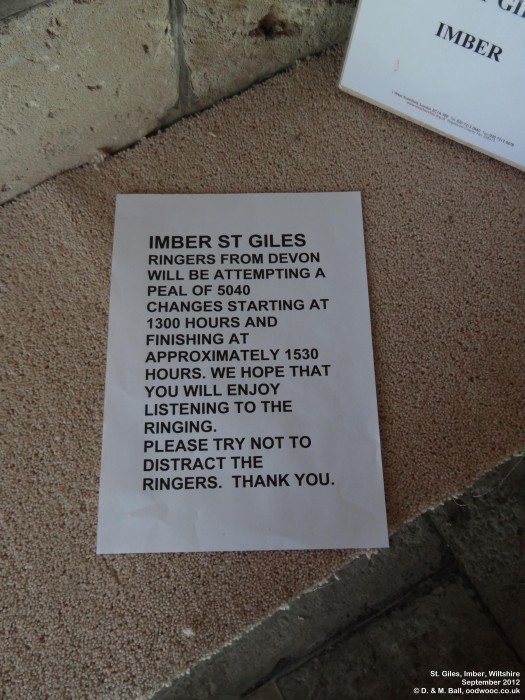 IMBER
IMBER ST GILES
RINGERS FROM DEVON
WILL BE ATTEMPTING A
PEAL OF 5040
CHANGES STARTING AT
1300 HOURS AND
FINISHING AT
APPROXIMATELY 1530
HOURS. WE HOPE THAT
YOU WILL ENJOY
LISTENING TO THE
RINGING.
PLEASE TRY NOT TO
DISTRACT THE
RINGERS. THANK YOU.
St. Giles, Imber, Wiltshire
September 2012
© D. & M. Ball, oodwooc.co.uk